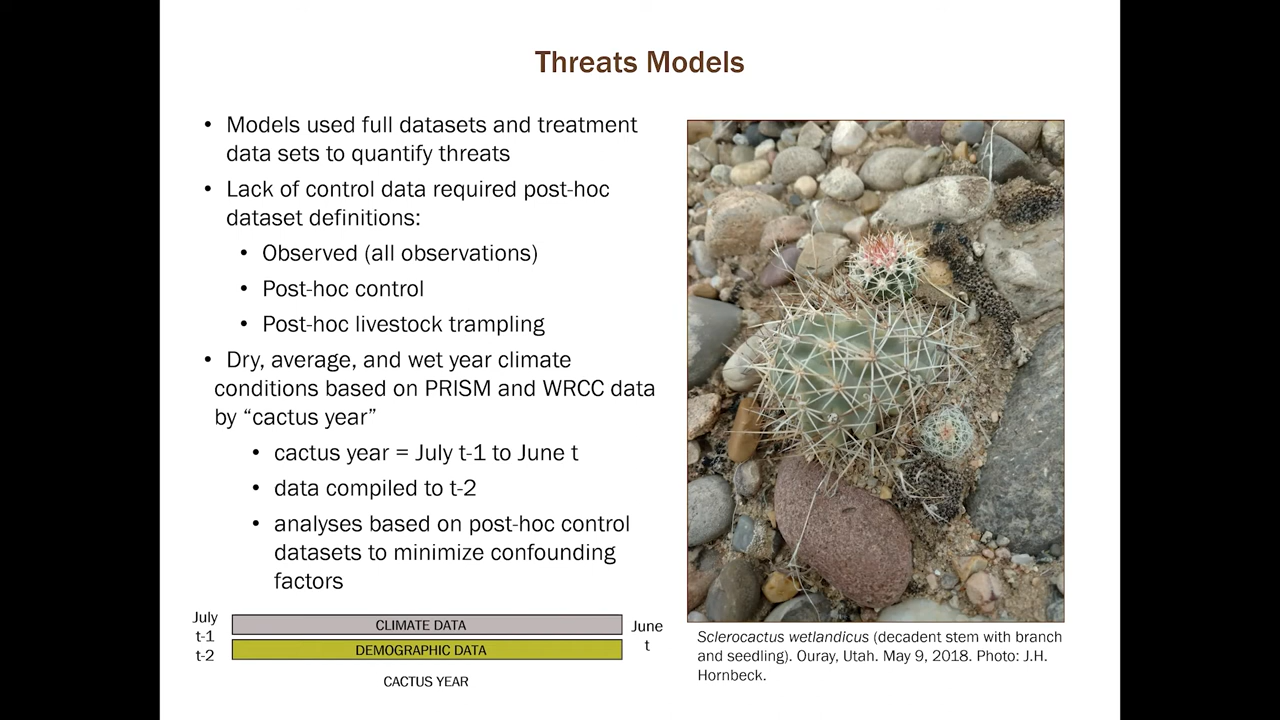 Threats Models
• Models used full datasets and treatment
data sets to quantify threats
• Lack of control data required post-hoc
dataset definitions:
• Observed (all observations)
• Post-hoc control
• Post-hoc livestock trampling
• Dry, average, and wet year climate
conditions based on PRISM and WRCC data
by “cactus year”
• cactus year = July t-1 to June t
• data compiled to t-2
• analyses based on post-hoc control
datasets to minimize confounding
factors
July
t-1
t-2
CLIMATE DATA
DEMOGRAPHIC DATA
June
t
CACTUS YEAR
Sclerocactus wetlandicus (decadent stem with branch
and seedling). Ouray, Utah. May 9, 2018. Photo: J.H.
Hornbeck.